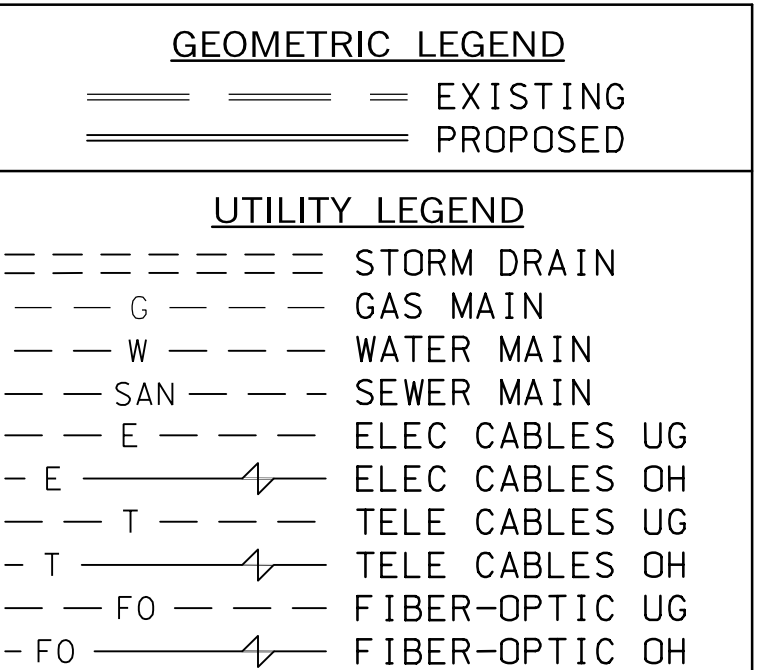 GEOMETRIC LEGEND
EXISTING
PROPOSED
UTILITY LEGEND
STORM DRAIN
G GAS MAIN
W WATER MAIN
SAN SEWER MAIN
E ELEC CABLES UG
E ELEC CABLES OH
T TELE CABLES UG
T TELE CABLES OH
FO FIBER-OPTIC UG
FO FIBER-OPTIC OH